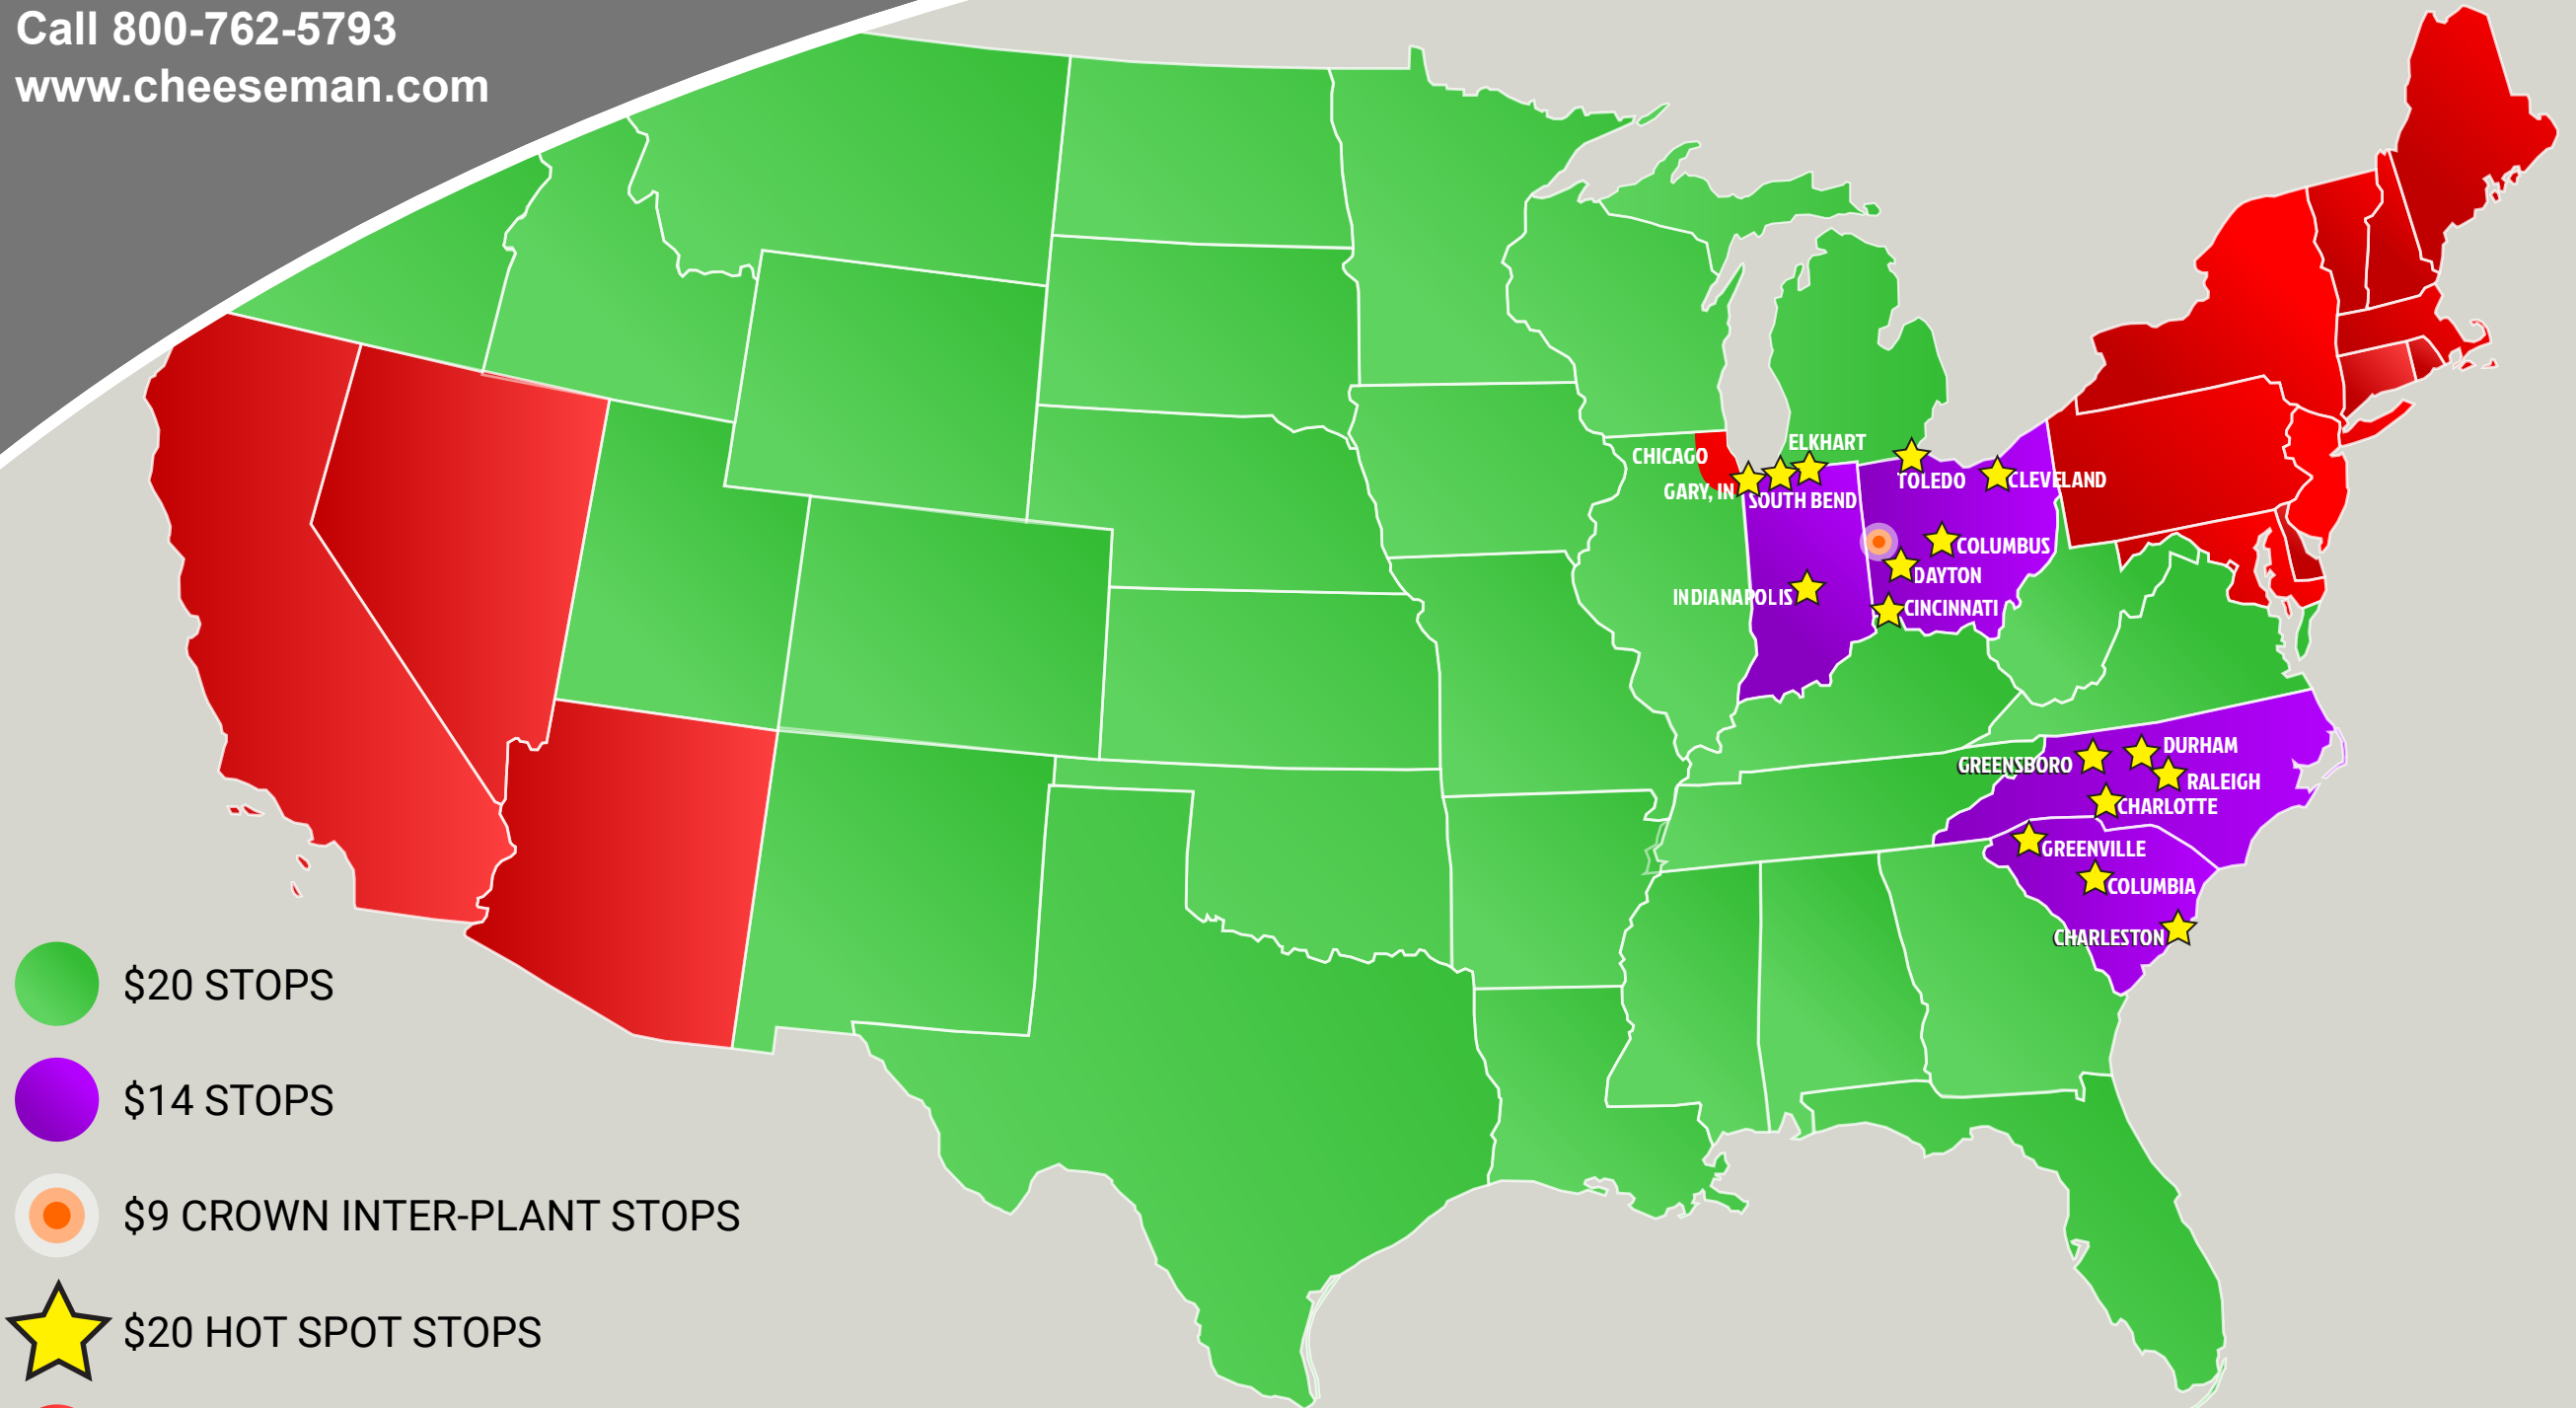 Call 800-762-5793
www.cheeseman.com
CHICAGO
ELKHART
GARY, IN
SOUTH BEND
TOLEDO
CLEVELAND
COLUMBUS
DAYTON
INDIANAPOLIS
CINCINNATI
GREENSBORO
DURHAM
RALEIGH
CHARLOTTE
GREENVILLE
COLUMBIA
CHARLESTON
$20 STOPS
$14 STOPS
$9 CROWN INTER-PLANT STOPS
$20 HOT SPOT STOPS